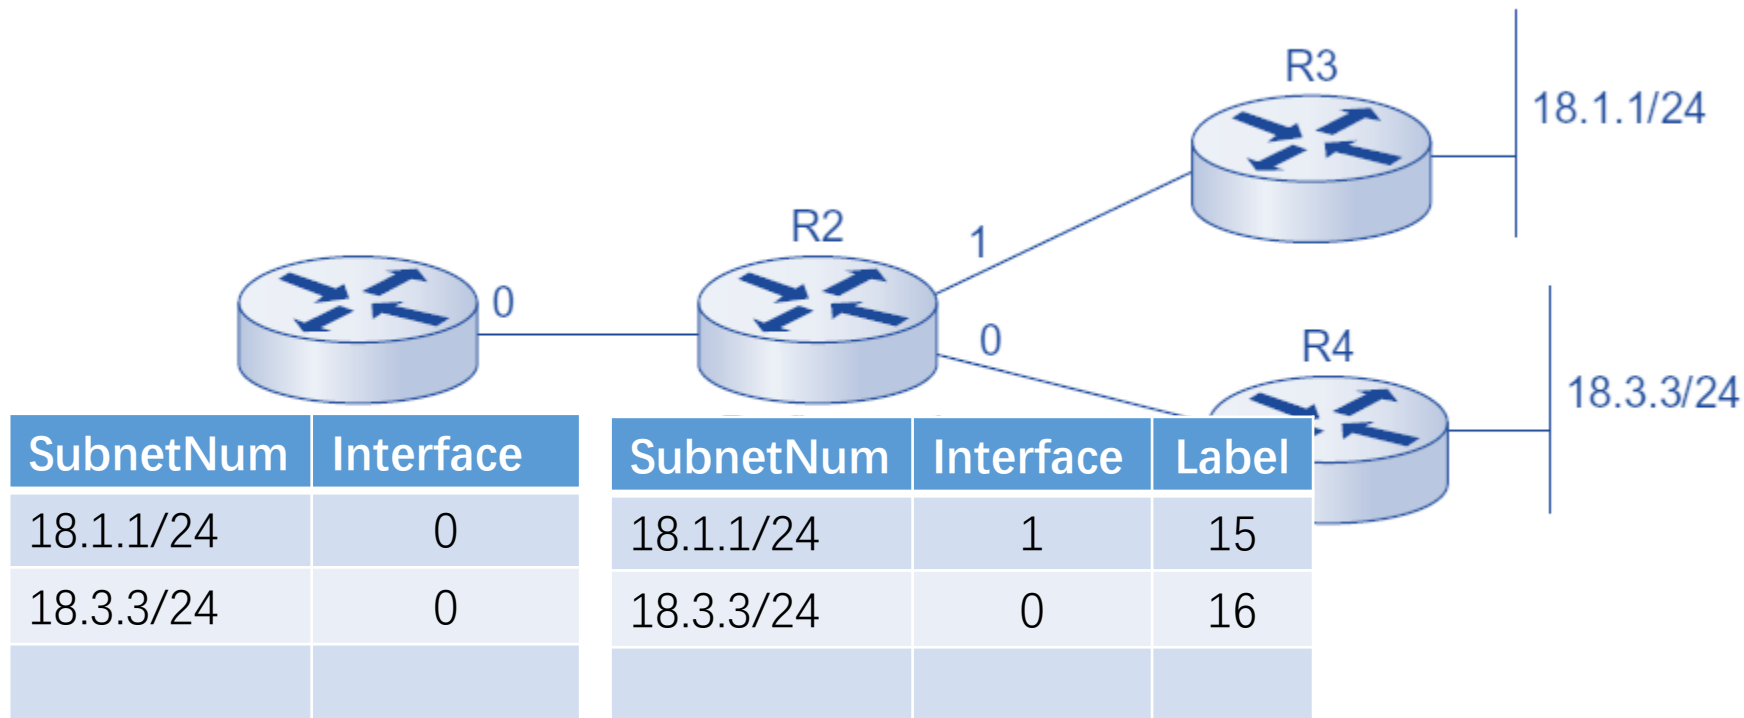 R3
18.1.1/24
R2
1
0
0
R4
18.3.3/24
SubnetNum Interface
18.1.1/24 0
18.3.3/24 0
SubnetNum Interface Label
18.1.1/24 1 15
18.3.3/24 0 16